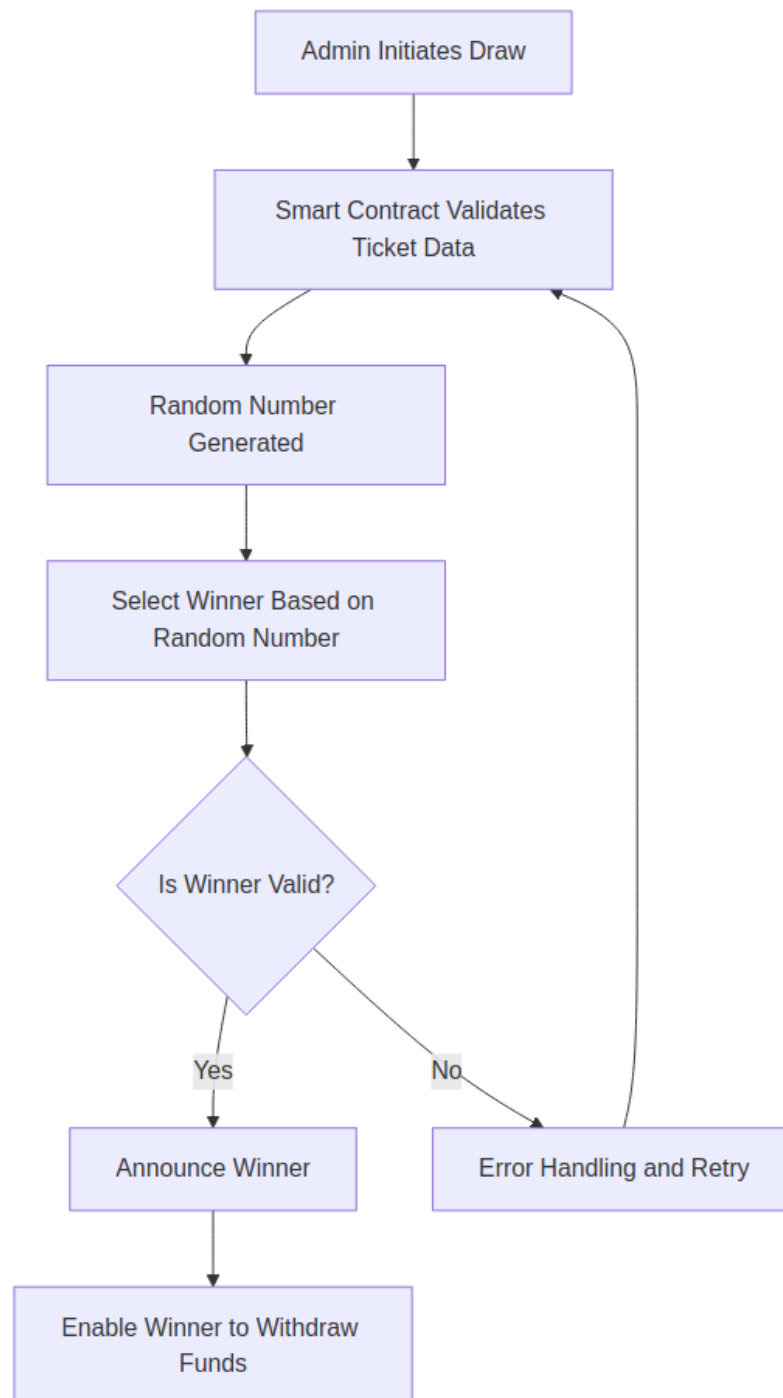 Admin Initiates Draw
Smart Contract Validates
Ticket Data
Random Number
Generated
Select Winner Based on
Random Number
Is Winner Valid?
Yes
No
Announce Winner
Error Handling and Retry
Enable Winner to Withdraw
Funds